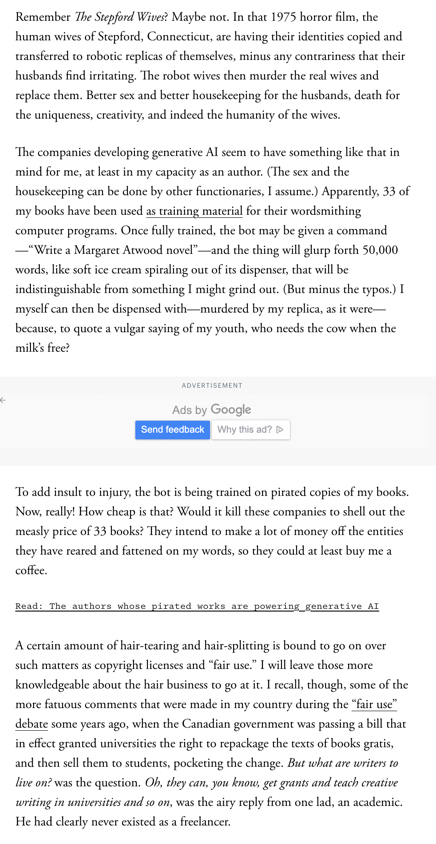 Remember The Stepford Wives? Maybe not. In that 1975 horror film, the
human wives of Stepford, Connecticut, are having their identities copied and
transferred to robotic replicas of themselves, minus any contrariness that their
husbands find irritating. The robot wives then murder the real wives and
replace them. Better sex and better housekeeping for the husbands, death for
the uniqueness, creativity, and indeed the humanity of the wives.
The companies developing generative AI seem to have something like that in
mind for me, at least in my capacity as an author. (The sex and the
housekeeping can be done by other functionaries, I assume.) Apparently, 33 of
my books have been used as training material for their wordsmithing
computer programs. Once fully trained, the bot may be given a command
—“Write a Margaret Atwood novel”—and the thing will glurp forth 50,000
words, like soft ice cream spiraling out of its dispenser, that will be
indistinguishable from something I might grind out. (But minus the typos.) I
myself can then be dispensed with—murdered by my replica, as it were—
because, to quote a vulgar saying of my youth, who needs the cow when the
milk’s free?
ADVERTISEMENT
Ads by Google
Send feedback Why this ad?
To add insult to injury, the bot is being trained on pirated copies of my books.
Now, really! How cheap is that? Would it kill these companies to shell out the
measly price of 33 books? They intend to make a lot of money off the entities
they have reared and fattened on my words, so they could at least buy me a
coffee.
Read: The authors whose pirated works are powering generative AI
A certain amount of hair-tearing and hair-splitting is bound to go on over
such matters as copyright licenses and “fair use.” I will leave those more
knowledgeable about the hair business to go at it. I recall, though, some of the
more fatuous comments that were made in my country during the “fair use”
debate some years ago, when the Canadian government was passing a bill that
in effect granted universities the right to repackage the texts of books gratis,
and then sell them to students, pocketing the change. But what are writers to
live on? was the question. Oh, they can, you know, get grants and teach creative
writing in universities and so on, was the airy reply from one lad, an academic.
He had clearly never existed as a freelancer.